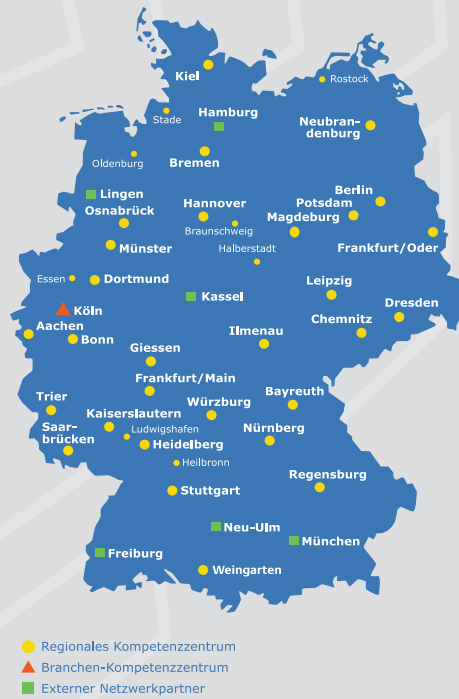 Kiel
Rostock
Stade
Hamburg
Neubran-
denburg
Oldenburg
Bremen
Lingen
Osnabrück
Hannover
Berlin
Potsdam
Magdeburg
Braunschweig
Münster
Halberstadt
Frankfurt/Oder
Essen
Dortmund
Kassel
Leipzig
Dresden
Köln
Chemnitz
Aachen
Bonn
Ilmenau
Giessen
Frankfurt/Main
Trier
Bayreuth
Würzburg
Kaiserslautern
Saar-
brücken
Ludwigshafen
Nürnberg
Heidelberg
Heilbronn
Regensburg
Stuttgart
Neu-Ulm
München
Freiburg
Weingarten
Regionales Kompetenzzentrum
Branchen-Kompetenzzentrum
Externer Netzwerkpartner